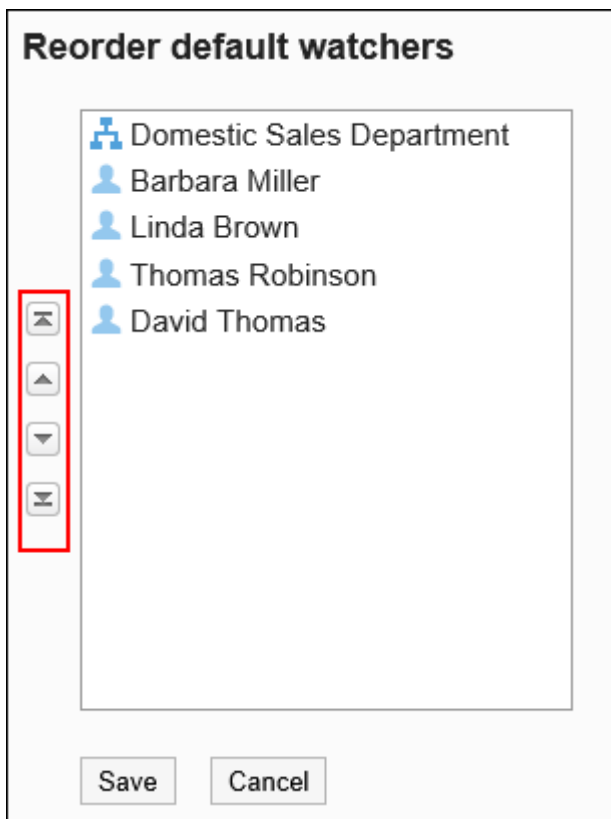 Reorder default watchers
Domestic Sales Department
Barbara Miller
Linda Brown
Thomas Robinson
David Thomas
Save Cancel